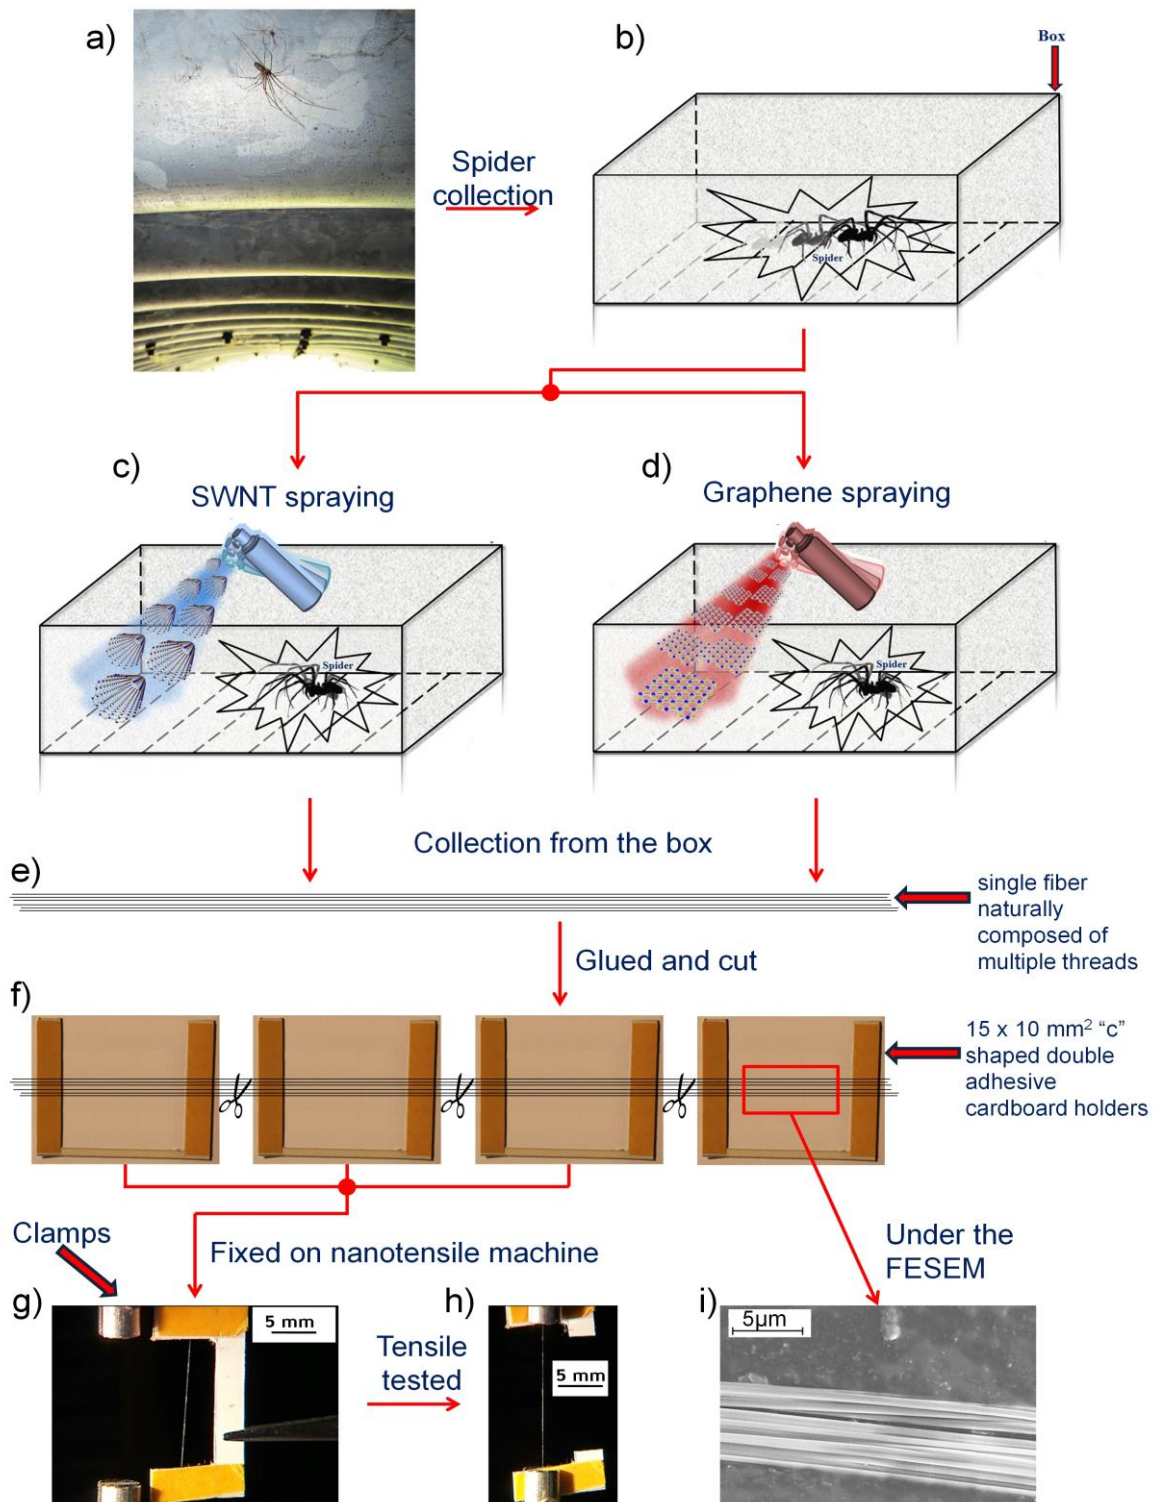 a)
b)
Box
Spider
collection
Spider
c)
SWNT spraying
d)
Graphene spraying
Spider
Spider
Collection from the box
e)
single fiber
naturally
composed of
multiple threads
Glued and cut
f)
15 x 10 mm² “c”
shaped double
adhesive
cardboard holders
Clamps
Fixed on nanotensile machine
Under the
FESEM
g)
5 mm
Tensile
tested
h)
5 mm
i)
5µm